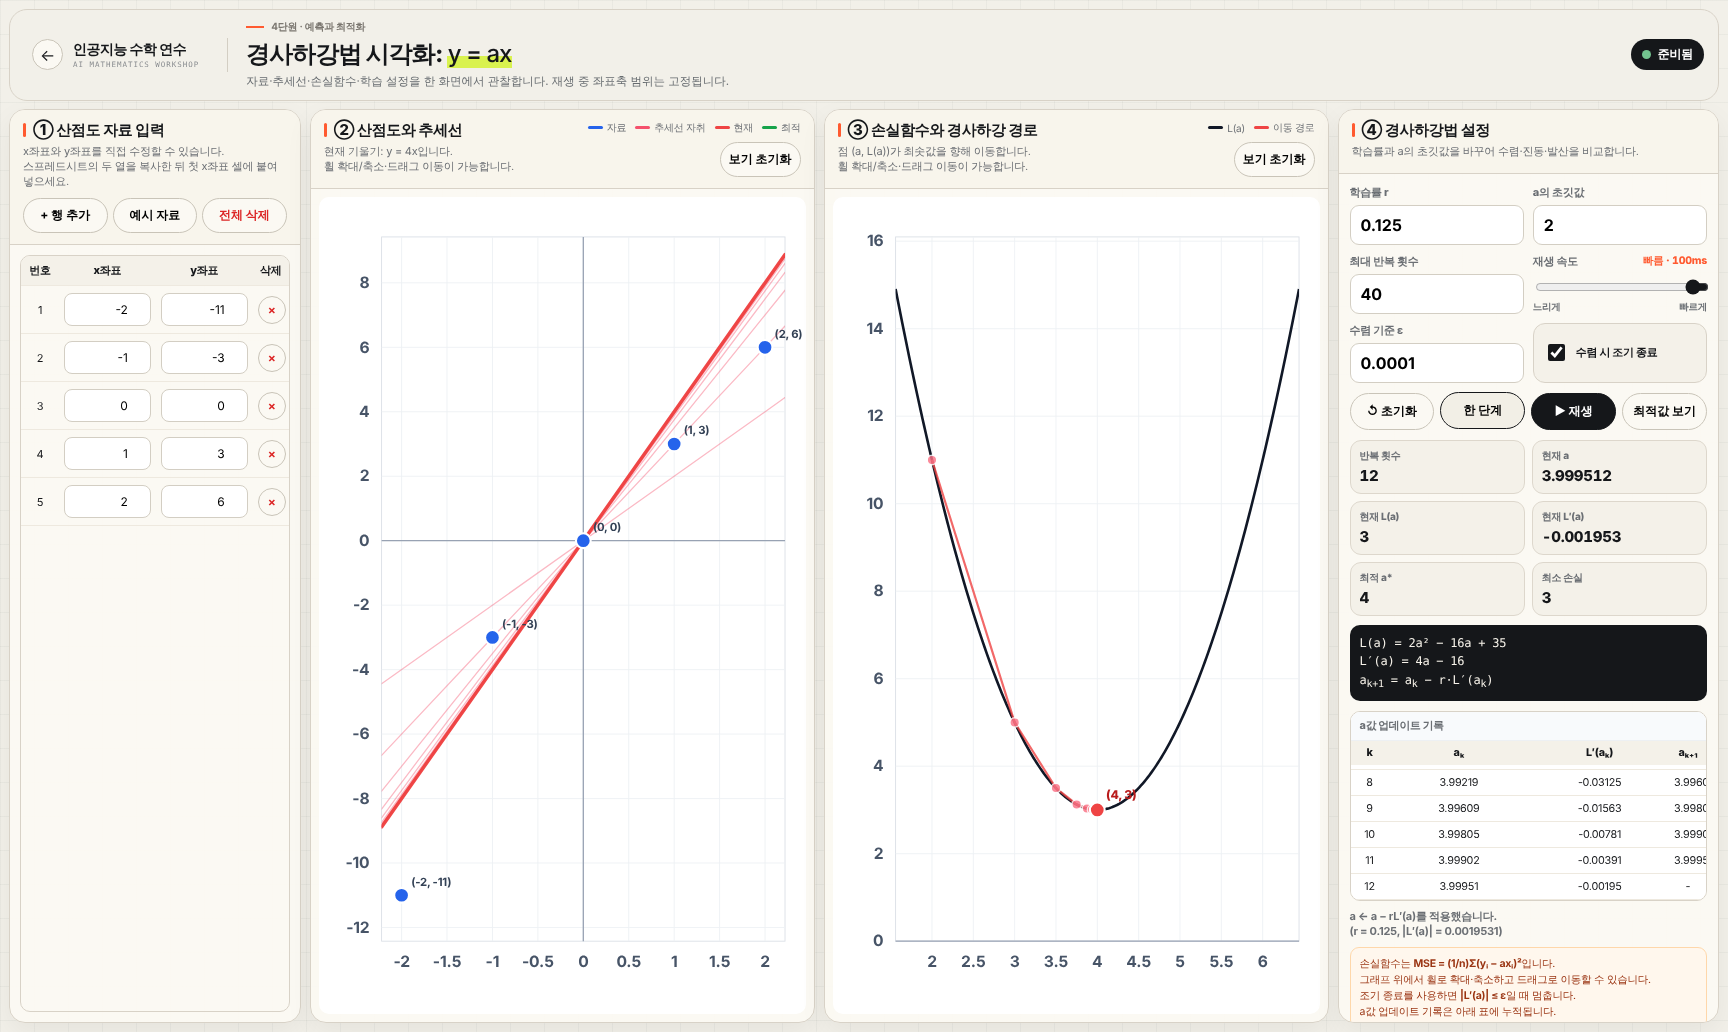 4단원 · 예측과 최적화
←
인공지능 수학 연수
AI MATHEMATICS WORKSHOP
경사하강법 시각화: y = ax
자료·추세선·손실함수·학습 설정을 한 화면에서 관찰합니다. 재생 중 좌표축 범위는 고정됩니다.
준비됨
① 산점도 자료 입력
x좌표와 y좌표를 직접 수정할 수 있습니다.
스프레드시트의 두 열을 복사한 뒤 첫 x좌표 셀에 붙여
넣으세요.
+ 행 추가 예시 자료 전체 삭제
번호 x좌표 y좌표 삭제
1 -2 -11 ×
2 -1 -3 ×
3 0 0 ×
4 1 3 ×
5 2 6 ×
② 산점도와 추세선
자료 추세선 자취 현재 최적
현재 기울기: y = 4x입니다.
휠 확대/축소·드래그 이동이 가능합니다.
보기 초기화
8
6
4
2
0
-2
-4
-6
-8
-10
-12
(2, 6)
(1, 3)
(0, 0)
(-1, -3)
(-2, -11)
-2 -1.5 -1 -0.5 0 0.5 1 1.5 2
③ 손실함수와 경사하강 경로
L(a) 이동 경로
점 (a, L(a))가 최솟값을 향해 이동합니다.
휠 확대/축소·드래그 이동이 가능합니다.
보기 초기화
16
14
12
10
8
6
4
2
0
(4, 3)
2 2.5 3 3.5 4 4.5 5 5.5 6
④ 경사하강법 설정
학습률과 a의 초깃값을 바꾸어 수렴·진동·발산을 비교합니다.
학습률 r a의 초깃값
0.125 2
최대 반복 횟수 재생 속도 빠름 · 100ms
40
느리게 빠르게
수렴 기준 ε
0.0001 수렴 시 조기 종료
↺ 초기화 한 단계 ▶ 재생 최적값 보기
반복 횟수 현재 a
12 3.999512
현재 L(a) 현재 L′(a)
3 -0.001953
최적 a* 최소 손실
4 3
L(a) = 2a² − 16a + 35
L′(a) = 4a − 16
aₖ₊₁ = aₖ − r·L′(aₖ)
a값 업데이트 기록
k aₖ L′(aₖ) aₖ₊₁
8 3.99219 -0.03125 3.9960
9 3.99609 -0.01563 3.9980
10 3.99805 -0.00781 3.9990
11 3.99902 -0.00391 3.9995
12 3.99951 -0.00195 -
a ← a − rL′(a)를 적용했습니다.
(r = 0.125, |L′(a)| = 0.0019531)
손실함수는 MSE = (1/n)Σ(yᵢ − axᵢ)²입니다.
그래프 위에서 휠로 확대·축소하고 드래그로 이동할 수 있습니다.
조기 종료를 사용하면 |L′(a)| ≤ ε일 때 멈춥니다.
a값 업데이트 기록은 아래 표에 누적됩니다.